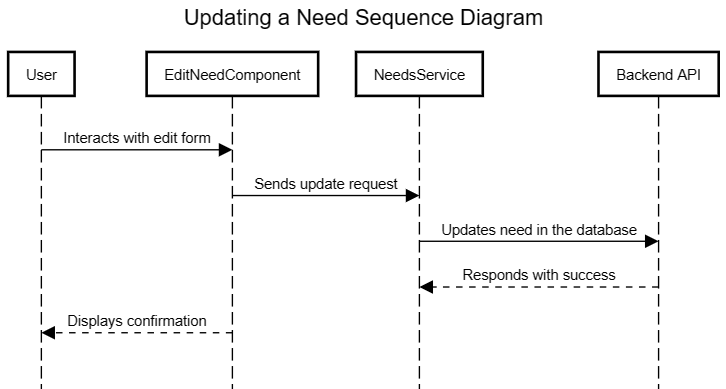 Updating a Need Sequence Diagram
User
EditNeedComponent
NeedsService
Backend API
Interacts with edit form
Sends update request
Updates need in the database
Responds with success
Displays confirmation